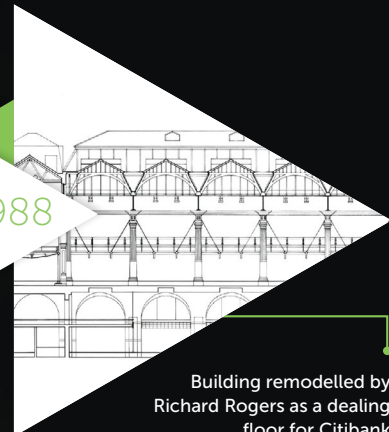 988
Building remodelled by
Richard Rogers as a dealing
floor for Citibank